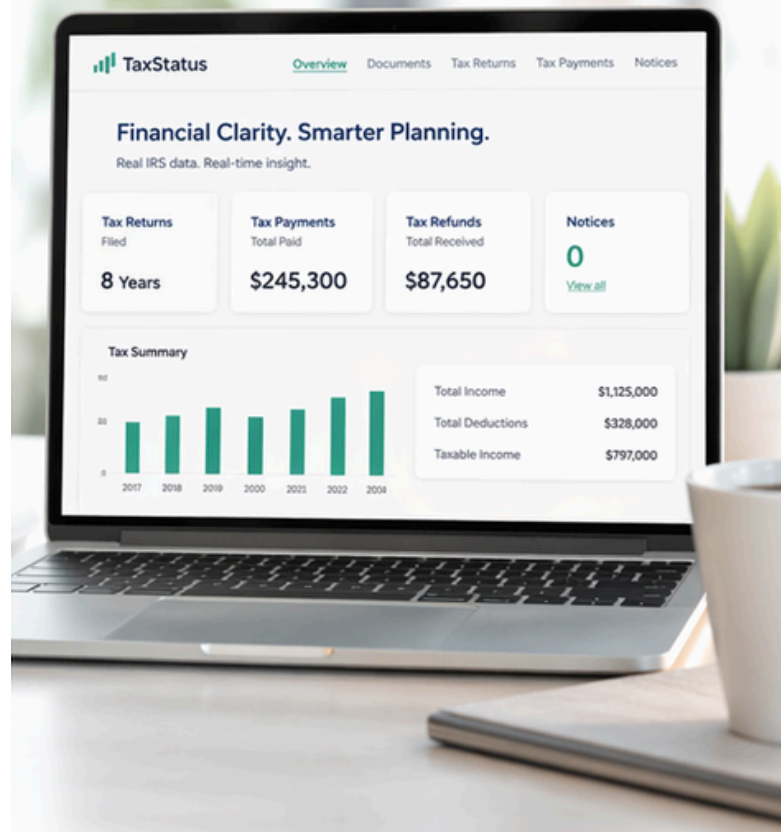 TaxStatus
Overview Documents Tax Returns Tax Payments Notices
Financial Clarity. Smarter Planning.
Real IRS data. Real-time insight.
Tax Returns
Filed
8 Years
Tax Payments
Total Paid
$245,300
Tax Refunds
Total Received
$87,650
Notices
0
View all
Tax Summary
0
2017 2018 2019 2000 2021 2022
Total Income $1,125,000
Total Deductions $328,000
Taxable Income $797,000